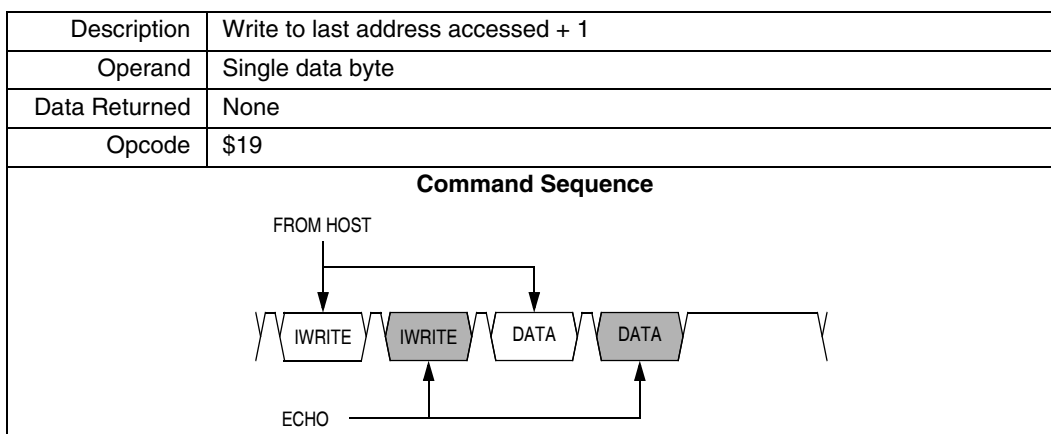 Description Write to last address accessed + 1
Operand Single data byte
Data Returned None
Opcode $19
Command Sequence
FROM HOST
IWRITE IWRITE DATA DATA
ECHO